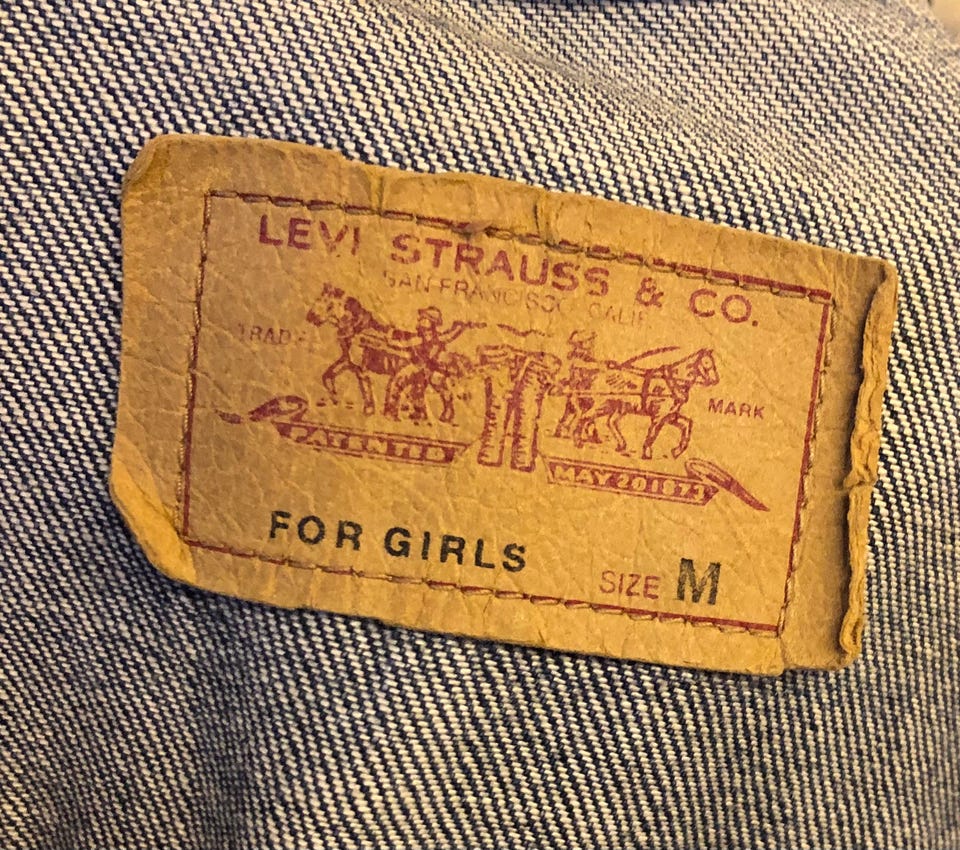 LEVI STRAUSS & CO.
SAN FRANCISCO CALIF.
TRADE MARK
PATENTED MAY 20 1873
FOR GIRLS
SIZE M